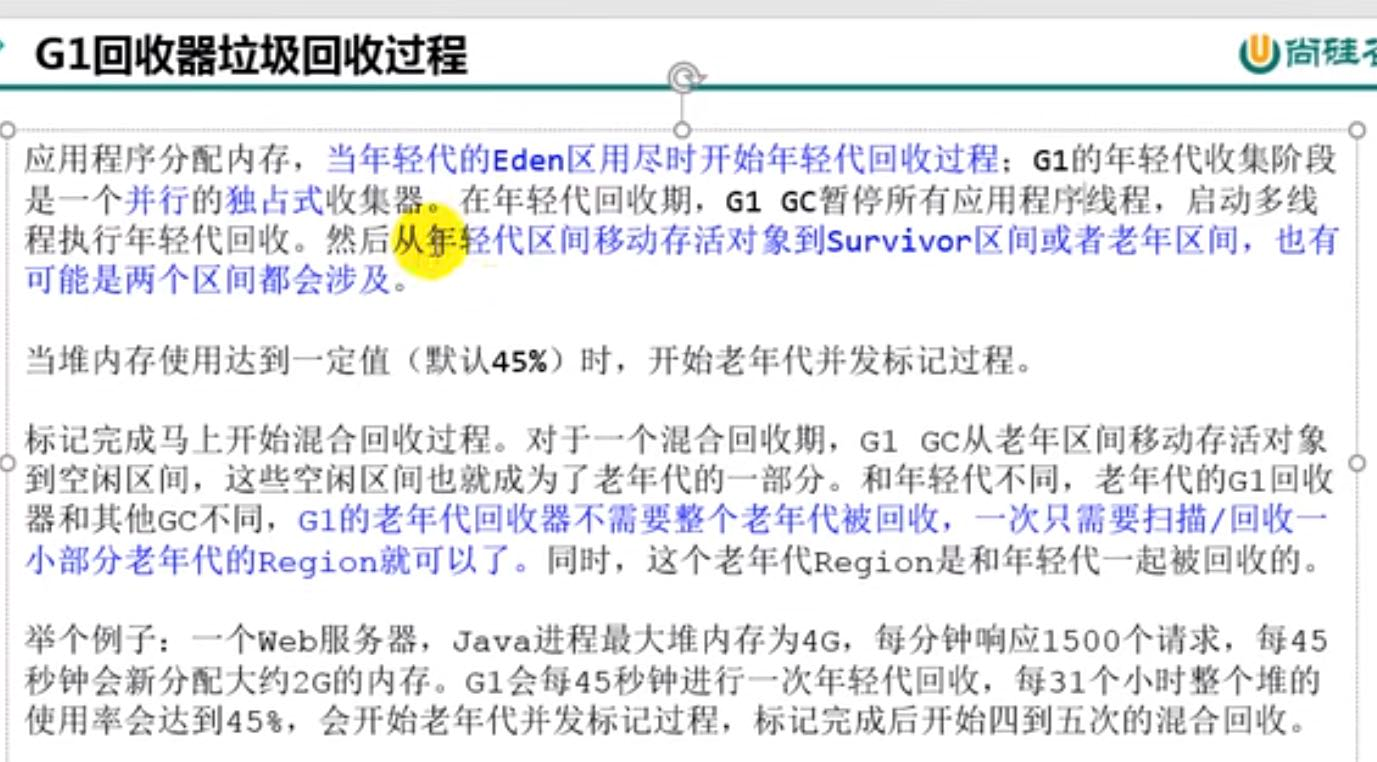 G1回收器垃圾回收过程
尚硅
应用程序分配内存，当年轻代的Eden区用尽时开始年轻代回收过程；G1的年轻代收集阶段
是一个并行的独占式收集器。在年轻代回收期，G1 GC暂停所有应用程序线程，启动多线
程执行年轻代回收。然后从年轻代区间移动存活对象到Survivor区间或者老年区间，也有
可能是两个区间都会涉及。
当堆内存使用达到一定值（默认45%）时，开始老年代并发标记过程。
标记完成马上开始混合回收过程。对于一个混合回收期，G1 GC从老年区间移动存活对象
到空闲区间，这些空闲区间也就成为了老年代的一部分。和年轻代不同，老年代的G1回收
器和其他GC不同，G1的老年代回收器不需要整个老年代被回收，一次只需要扫描/回收一
小部分老年代的Region就可以了。同时，这个老年代Region是和年轻代一起被回收的。
举个例子：一个Web服务器，Java进程最大堆内存为4G，每分钟响应1500个请求，每45
秒钟会新分配大约2G的内存。G1会每45秒钟进行一次年轻代回收，每31个小时整个堆的
使用率会达到45%，会开始老年代并发标记过程，标记完成后开始四到五次的混合回收。